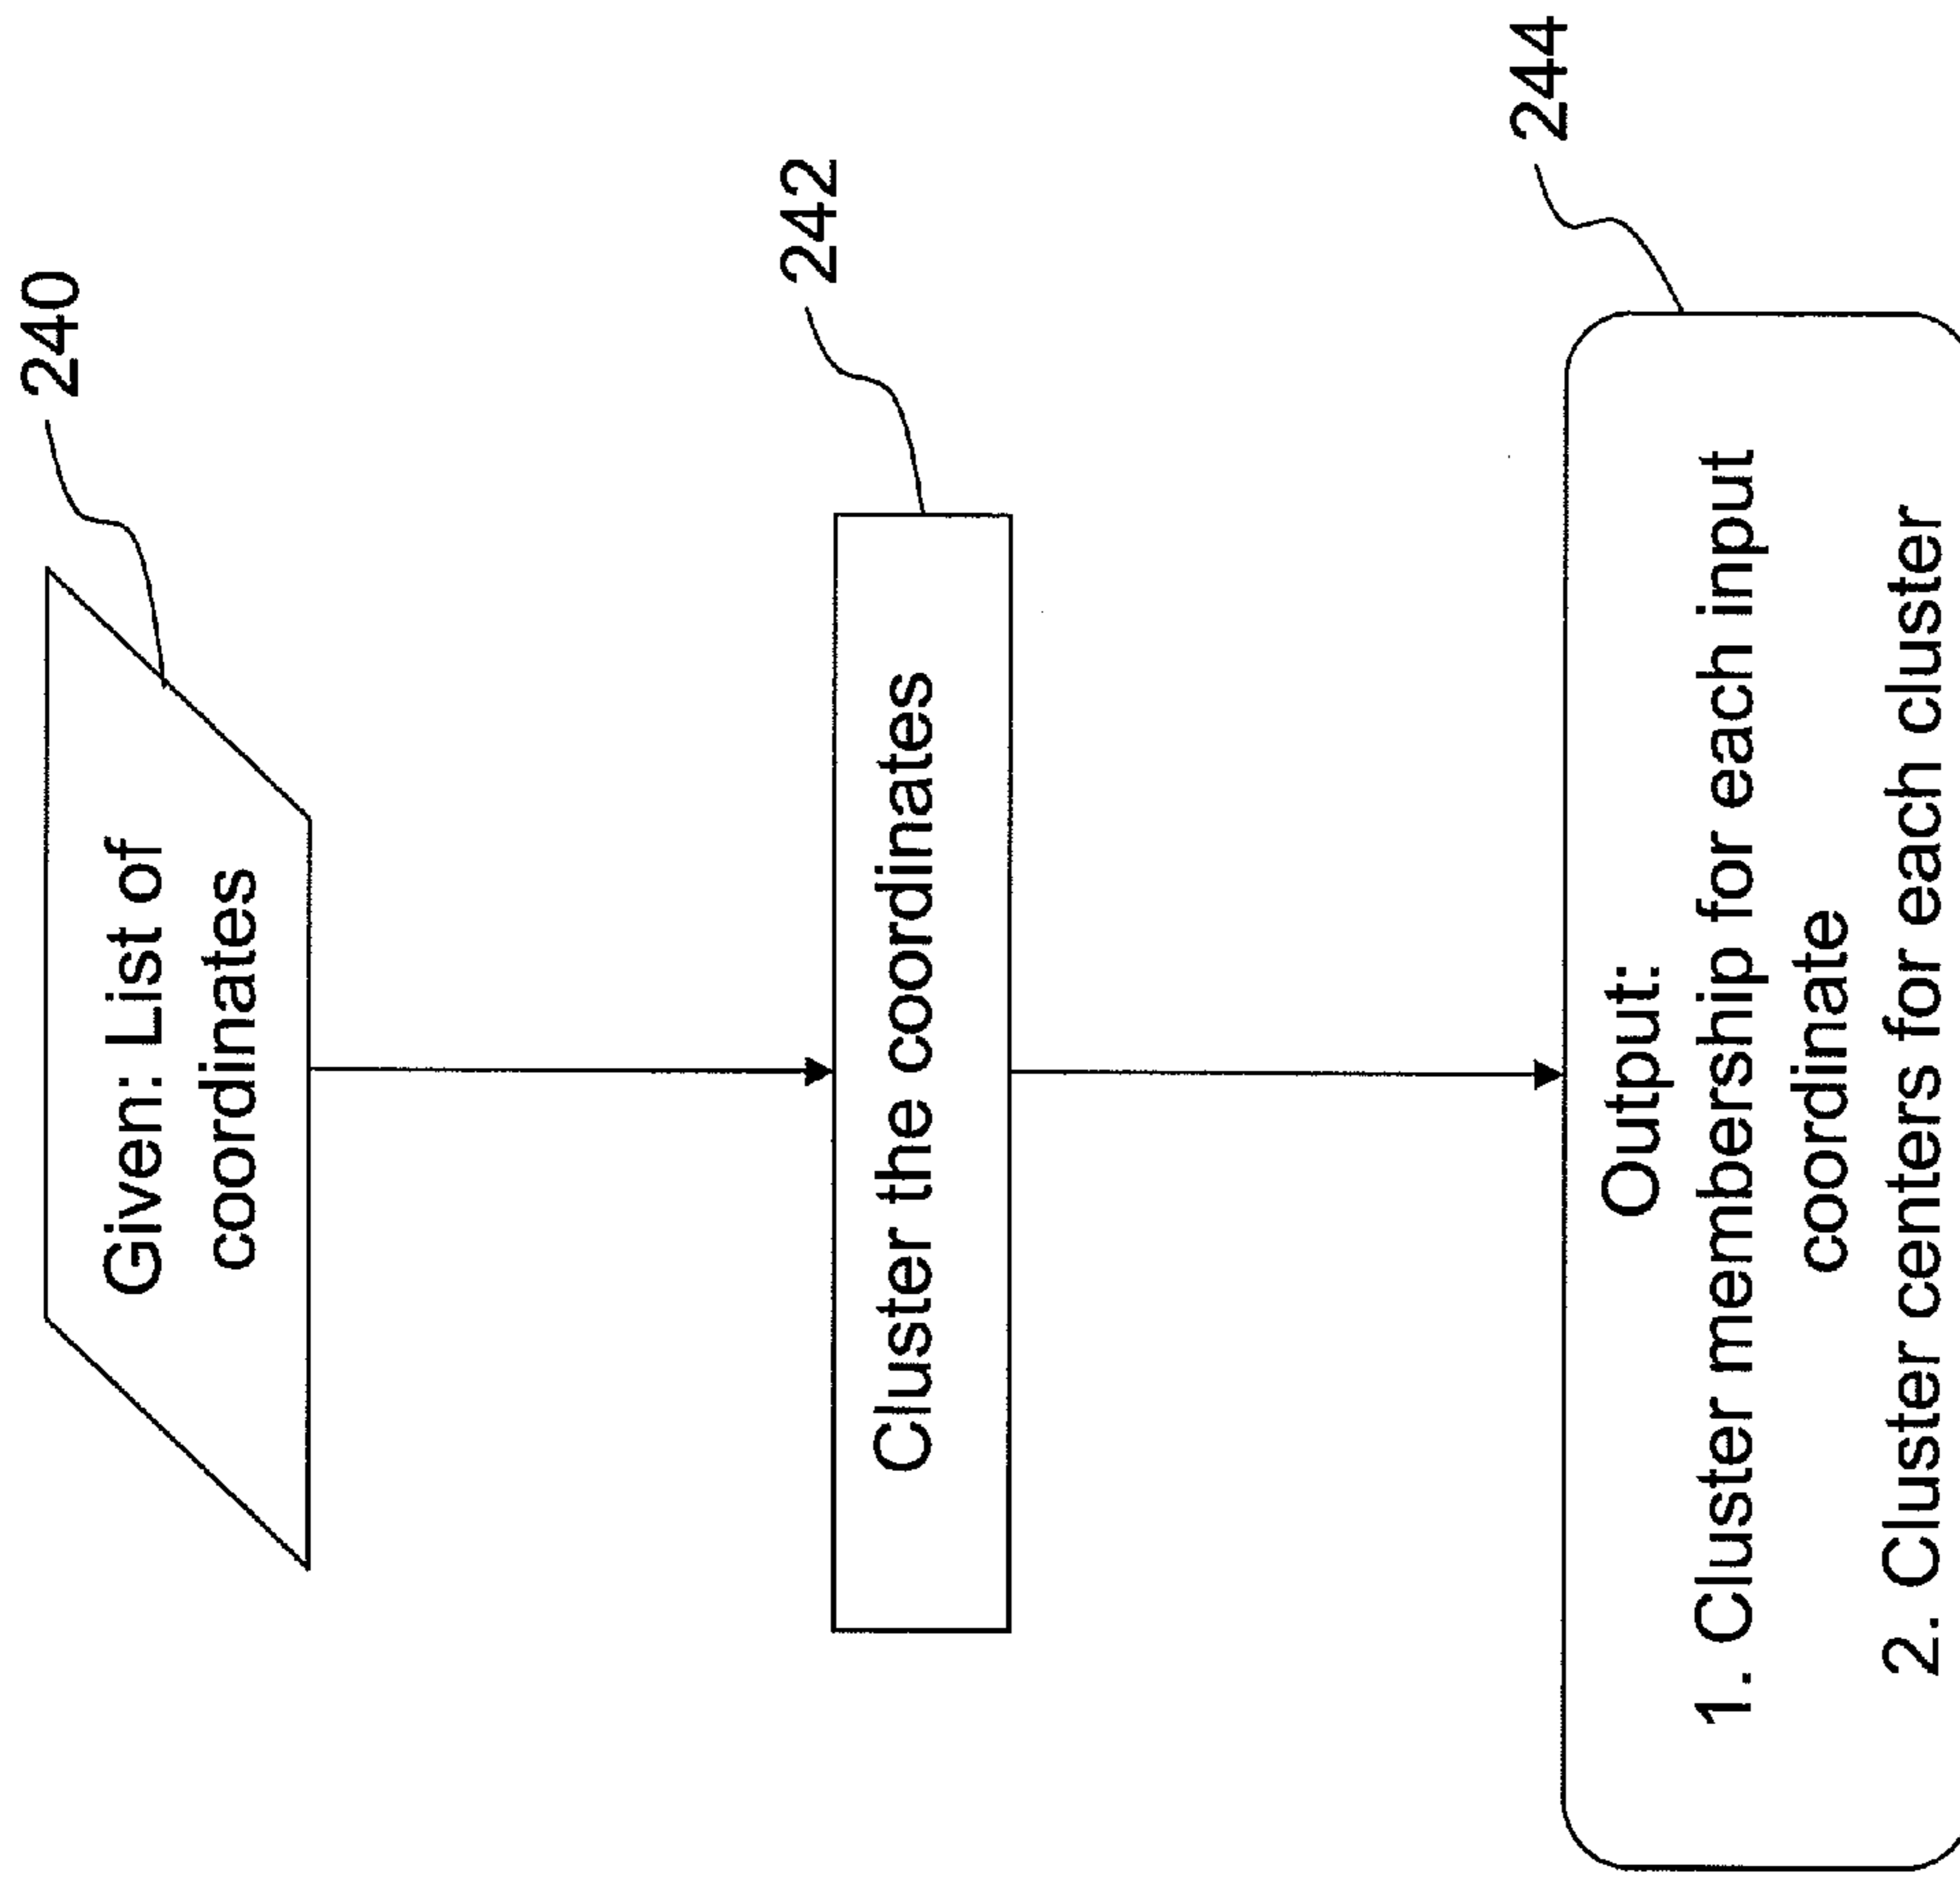 240
Given: List of
coordinates
242
Cluster the coordinates
244
Output:
1. Cluster membership for each input
coordinate
2. Cluster centers for each cluster